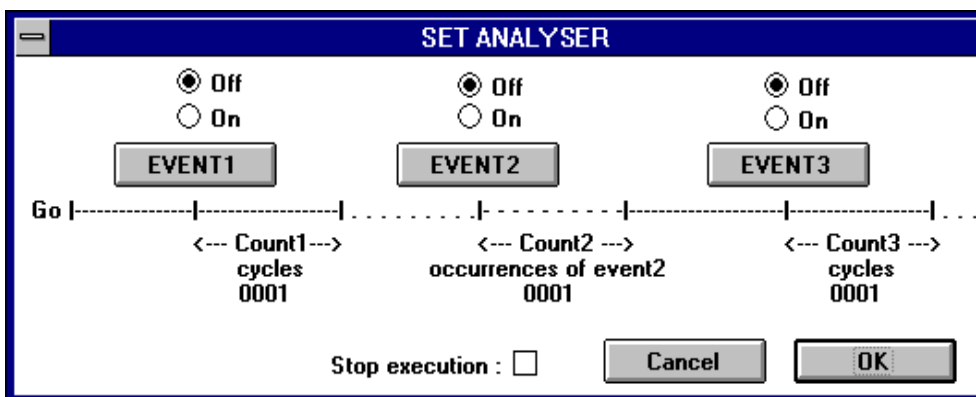 SET ANALYSER
Off Off Off
On On On
EVENT1 EVENT2 EVENT3
Go |----------------|------------------| . . . . . . . . |- - - - - - - - - -|-------------------|------------------| . . .
<--- Count1---> <--- Count2 ---> <--- Count3 --->
cycles occurrences of event2 cycles
0001 0001 0001
Stop execution : Cancel OK